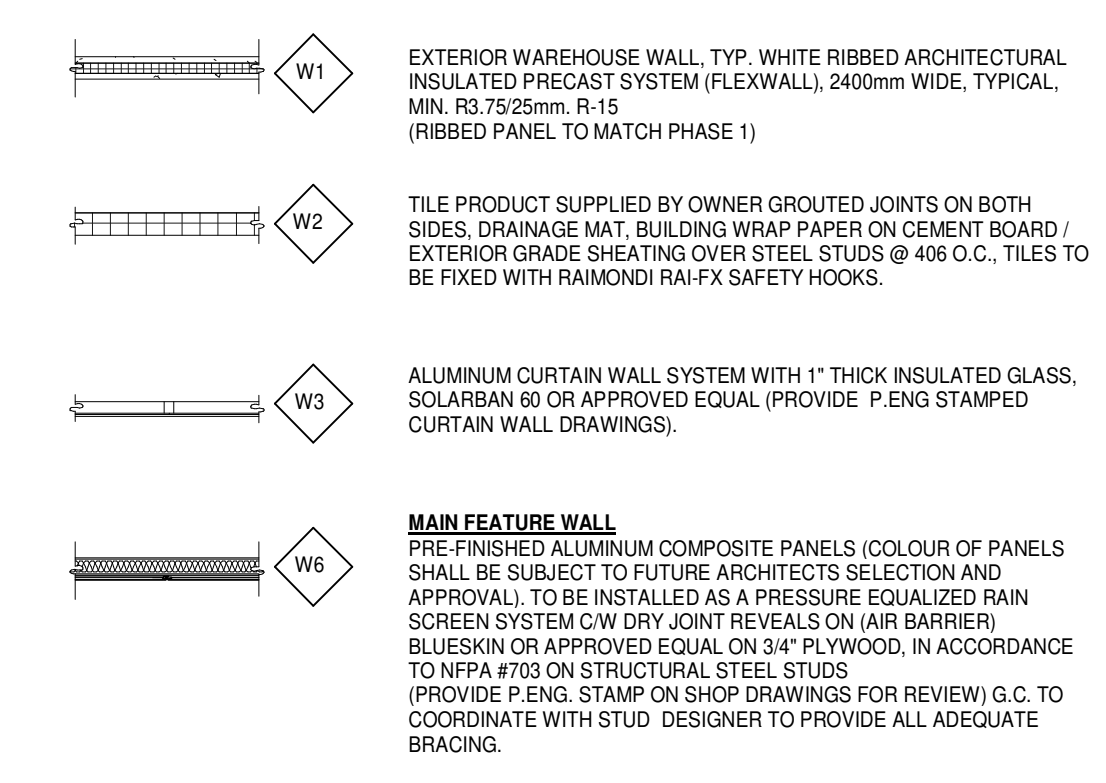 W1
EXTERIOR WAREHOUSE WALL, TYP. WHITE RIBBED ARCHITECTURAL
INSULATED PRECAST SYSTEM (FLEXWALL), 2400mm WIDE, TYPICAL,
MIN. R3.75/25mm. R-15
(RIBBED PANEL TO MATCH PHASE 1)
W2
TILE PRODUCT SUPPLIED BY OWNER GROUTED JOINTS ON BOTH
SIDES, DRAINAGE MAT, BUILDING WRAP PAPER ON CEMENT BOARD /
EXTERIOR GRADE SHEATING OVER STEEL STUDS @ 406 O.C., TILES TO
BE FIXED WITH RAIMONDI RAI-FX SAFETY HOOKS.
W3
ALUMINUM CURTAIN WALL SYSTEM WITH 1" THICK INSULATED GLASS,
SOLARBAN 60 OR APPROVED EQUAL (PROVIDE P.ENG STAMPED
CURTAIN WALL DRAWINGS).
W6
MAIN FEATURE WALL
PRE-FINISHED ALUMINUM COMPOSITE PANELS (COLOUR OF PANELS
SHALL BE SUBJECT TO FUTURE ARCHITECTS SELECTION AND
APPROVAL). TO BE INSTALLED AS A PRESSURE EQUALIZED RAIN
SCREEN SYSTEM C/W DRY JOINT REVEALS ON (AIR BARRIER)
BLUESKIN OR APPROVED EQUAL ON 3/4" PLYWOOD, IN ACCORDANCE
TO NFPA #703 ON STRUCTURAL STEEL STUDS
(PROVIDE P.ENG. STAMP ON SHOP DRAWINGS FOR REVIEW) G.C. TO
COORDINATE WITH STUD DESIGNER TO PROVIDE ALL ADEQUATE
BRACING.